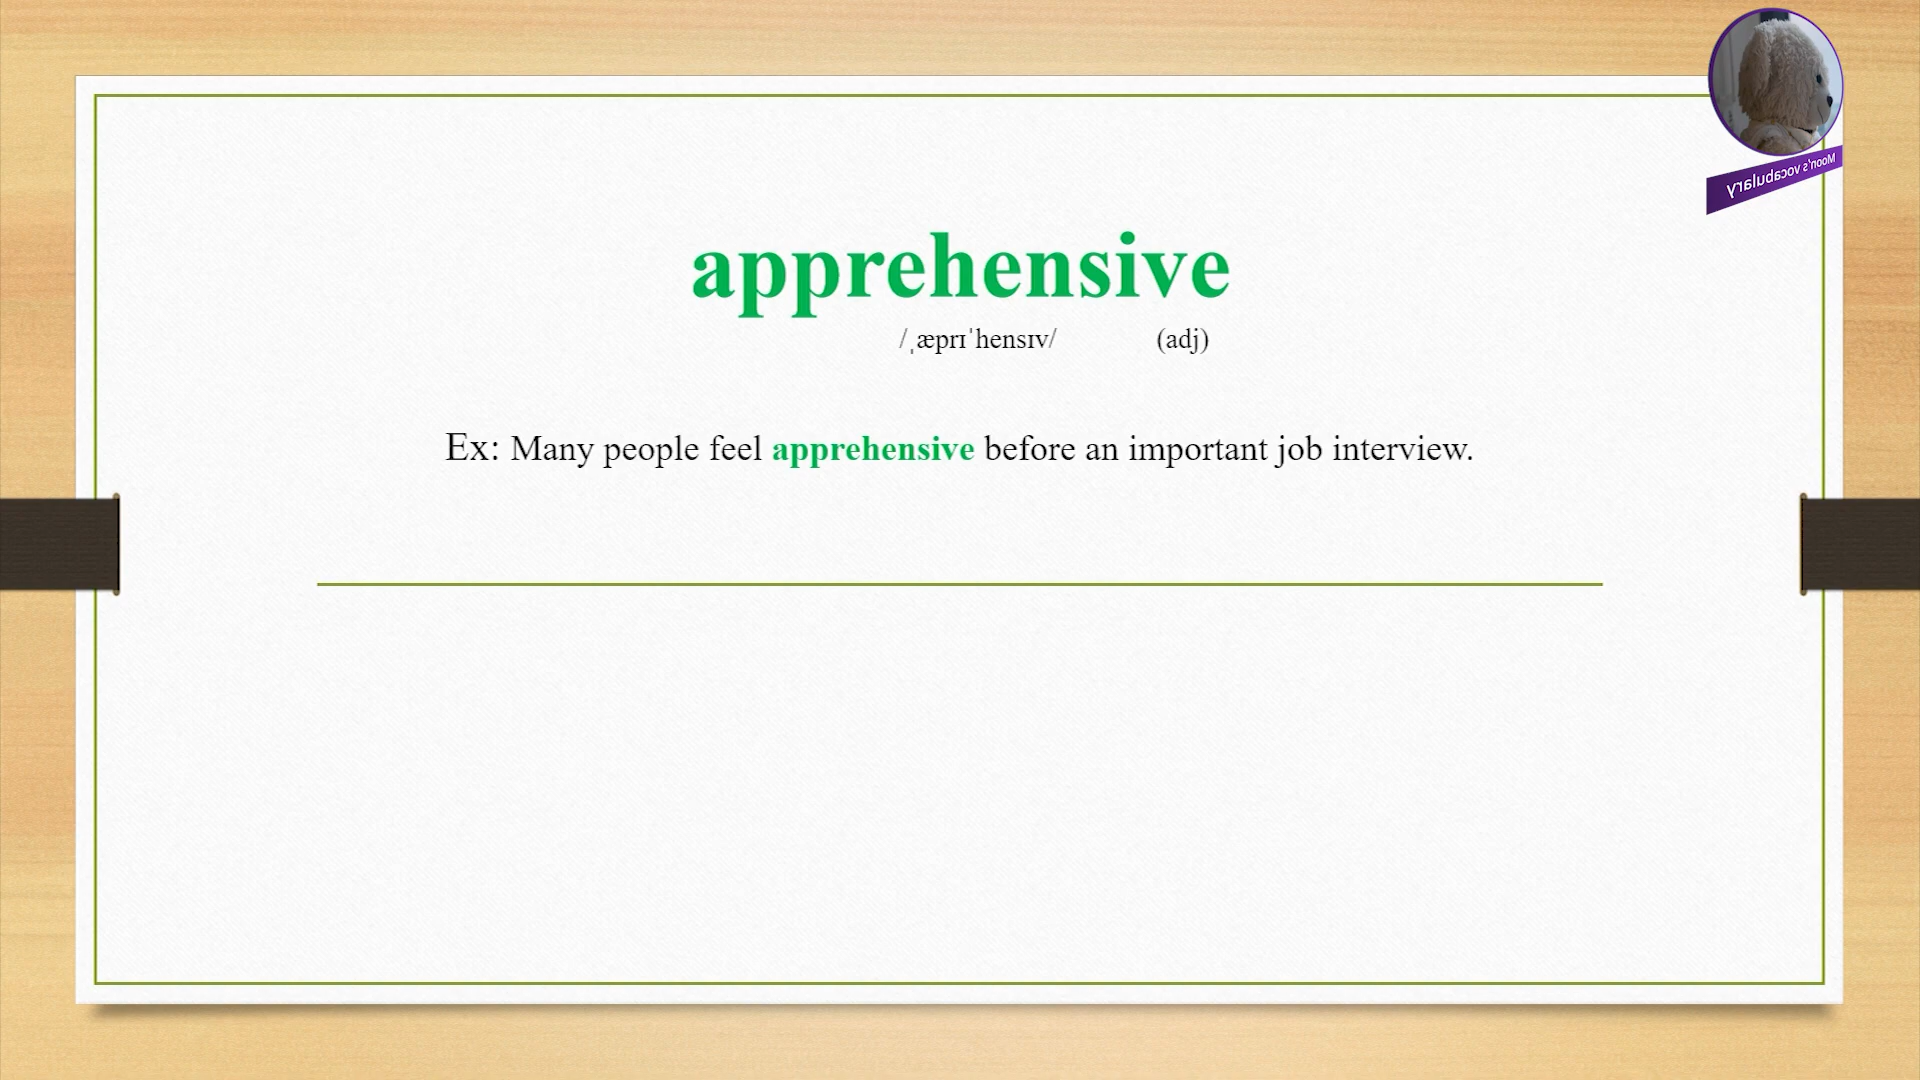 Moon's vocabulary
apprehensive
/ˌæprɪˈhensɪv/ (adj)
Ex: Many people feel apprehensive before an important job interview.